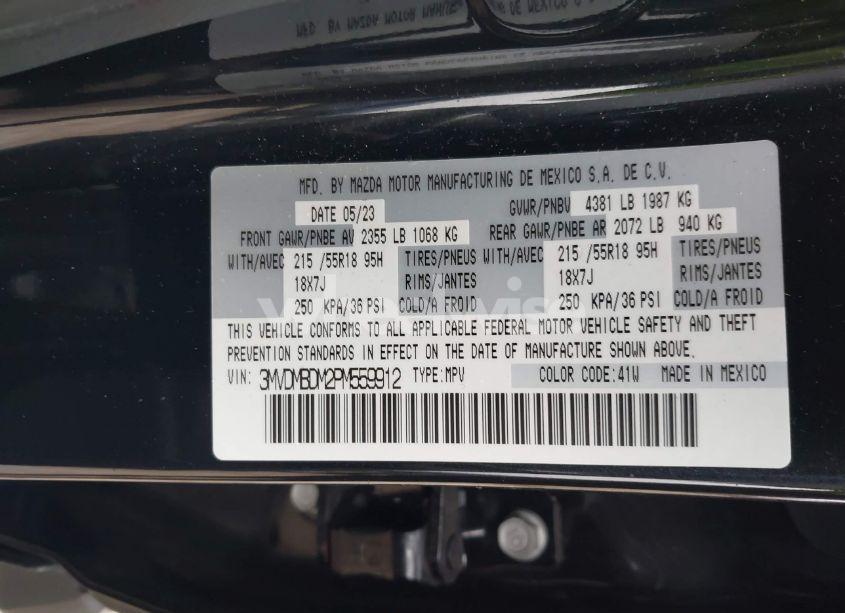 MFD. BY MAZDA MOTOR MANUFACTURING DE MEXICO S.A. DE C.V.
DATE 05/23 GVWR/PNBV 4381 LB 1987 KG
FRONT GAWR/PNBE AV 2355 LB 1068 KG REAR GAWR/PNBE AR 2072 LB 940 KG
WITH/AVEC 215 /55R18 95H TIRES/PNEUS WITH/AVEC 215 /55R18 95H TIRES/PNEUS
18X7J RIMS/JANTES 18X7J RIMS/JANTES
250 KPA/36 PSI COLD/A FROID 250 KPA/36 PSI COLD/A FROID
THIS VEHICLE CONFORMS TO ALL APPLICABLE FEDERAL MOTOR VEHICLE SAFETY AND THEFT
PREVENTION STANDARDS IN EFFECT ON THE DATE OF MANUFACTURE SHOWN ABOVE.
VIN: 3MVDMBDM2PM559912 TYPE:MPV COLOR CODE:41W MADE IN MEXICO